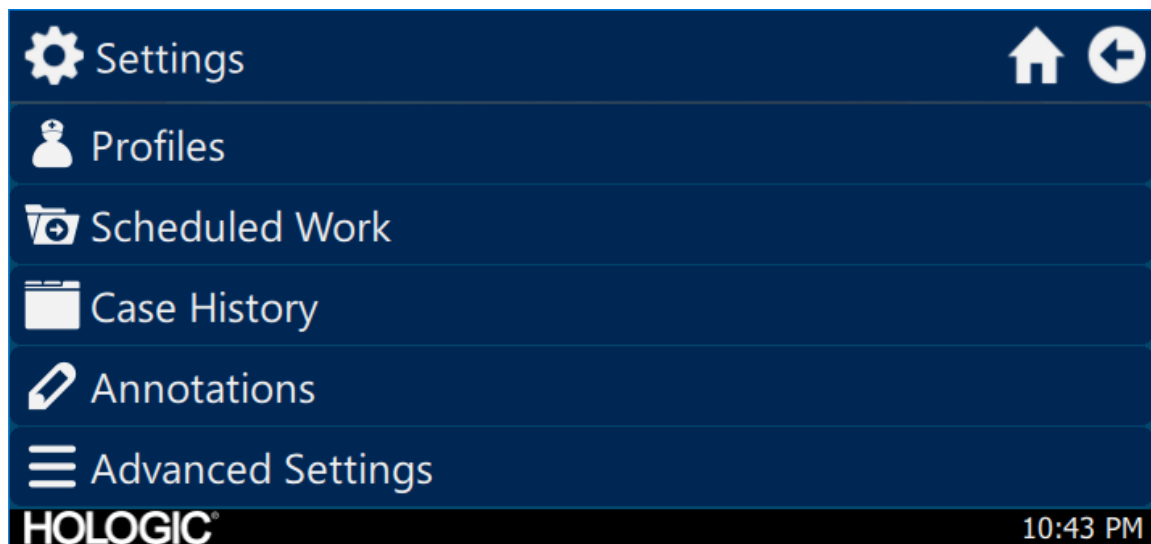 Settings
Profiles
Scheduled Work
Case History
Annotations
Advanced Settings
HOLOGIC®
10:43 PM